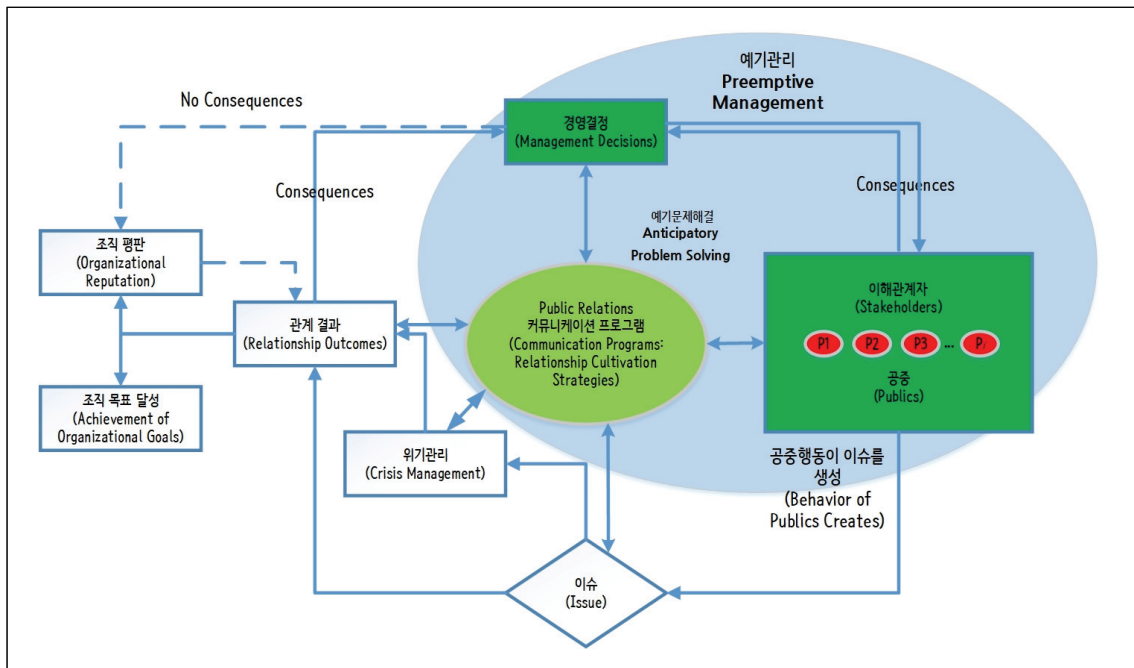 예기관리
Preemptive
Management
No Consequences
경영결정
(Management Decisions)
Consequences
Consequences
예기문제해결
Anticipatory
Problem Solving
조직 평판
(Organizational
Reputation)
이해관계자
(Stakeholders)
P1 P2 P3 ... Pi
공중
(Publics)
Public Relations
커뮤니케이션 프로그램
(Communication Programs:
Relationship Cultivation
Strategies)
관계 결과
(Relationship Outcomes)
조직 목표 달성
(Achievement of
Organizational Goals)
위기관리
(Crisis Management)
공중행동이 이슈를
생성
(Behavior of
Publics Creates)
이슈
(Issue)